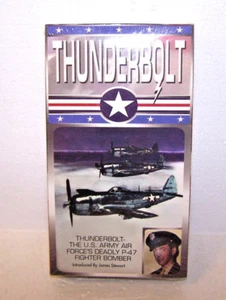 THUNDERBOLT
THUNDERBOLT-
THE U.S. ARMY AIR
FORCE'S DEADLY P-47
FIGHTER BOMBER
Introduced By James Stewart